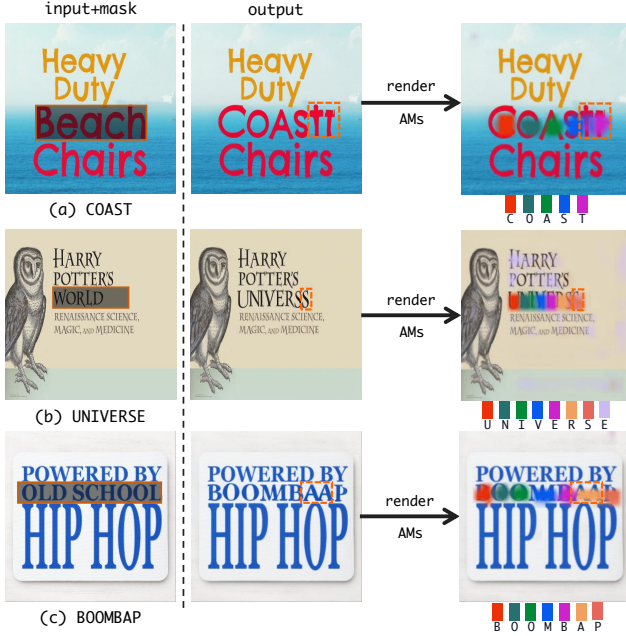 input+mask
output
Heavy
Duty
Beach
Chairs
(a) COAST
Heavy
Duty
COAstt
Chairs
render
AMs
Heavy
Duty
Chairs
C O A S T
HARRY
POTTER'S
WORLD
RENAISSANCE SCIENCE,
MAGIC, AND MEDICINE
(b) UNIVERSE
HARRY
POTTER'S
UNIVERSS
RENAISSANCE SCIENCE,
MAGIC, AND MEDICINE
render
AMs
HARRY
POTTER'S
RENAISSANCE SCIENCE,
MAGIC, AND MEDICINE
U N I V E R S E
POWERED BY
OLD SCHOOL
HIP HOP
(c) BOOMBAP
POWERED BY
BOOMIBAAP
HIP HOP
render
AMs
POWERED BY
HIP HOP
B O O M B A P